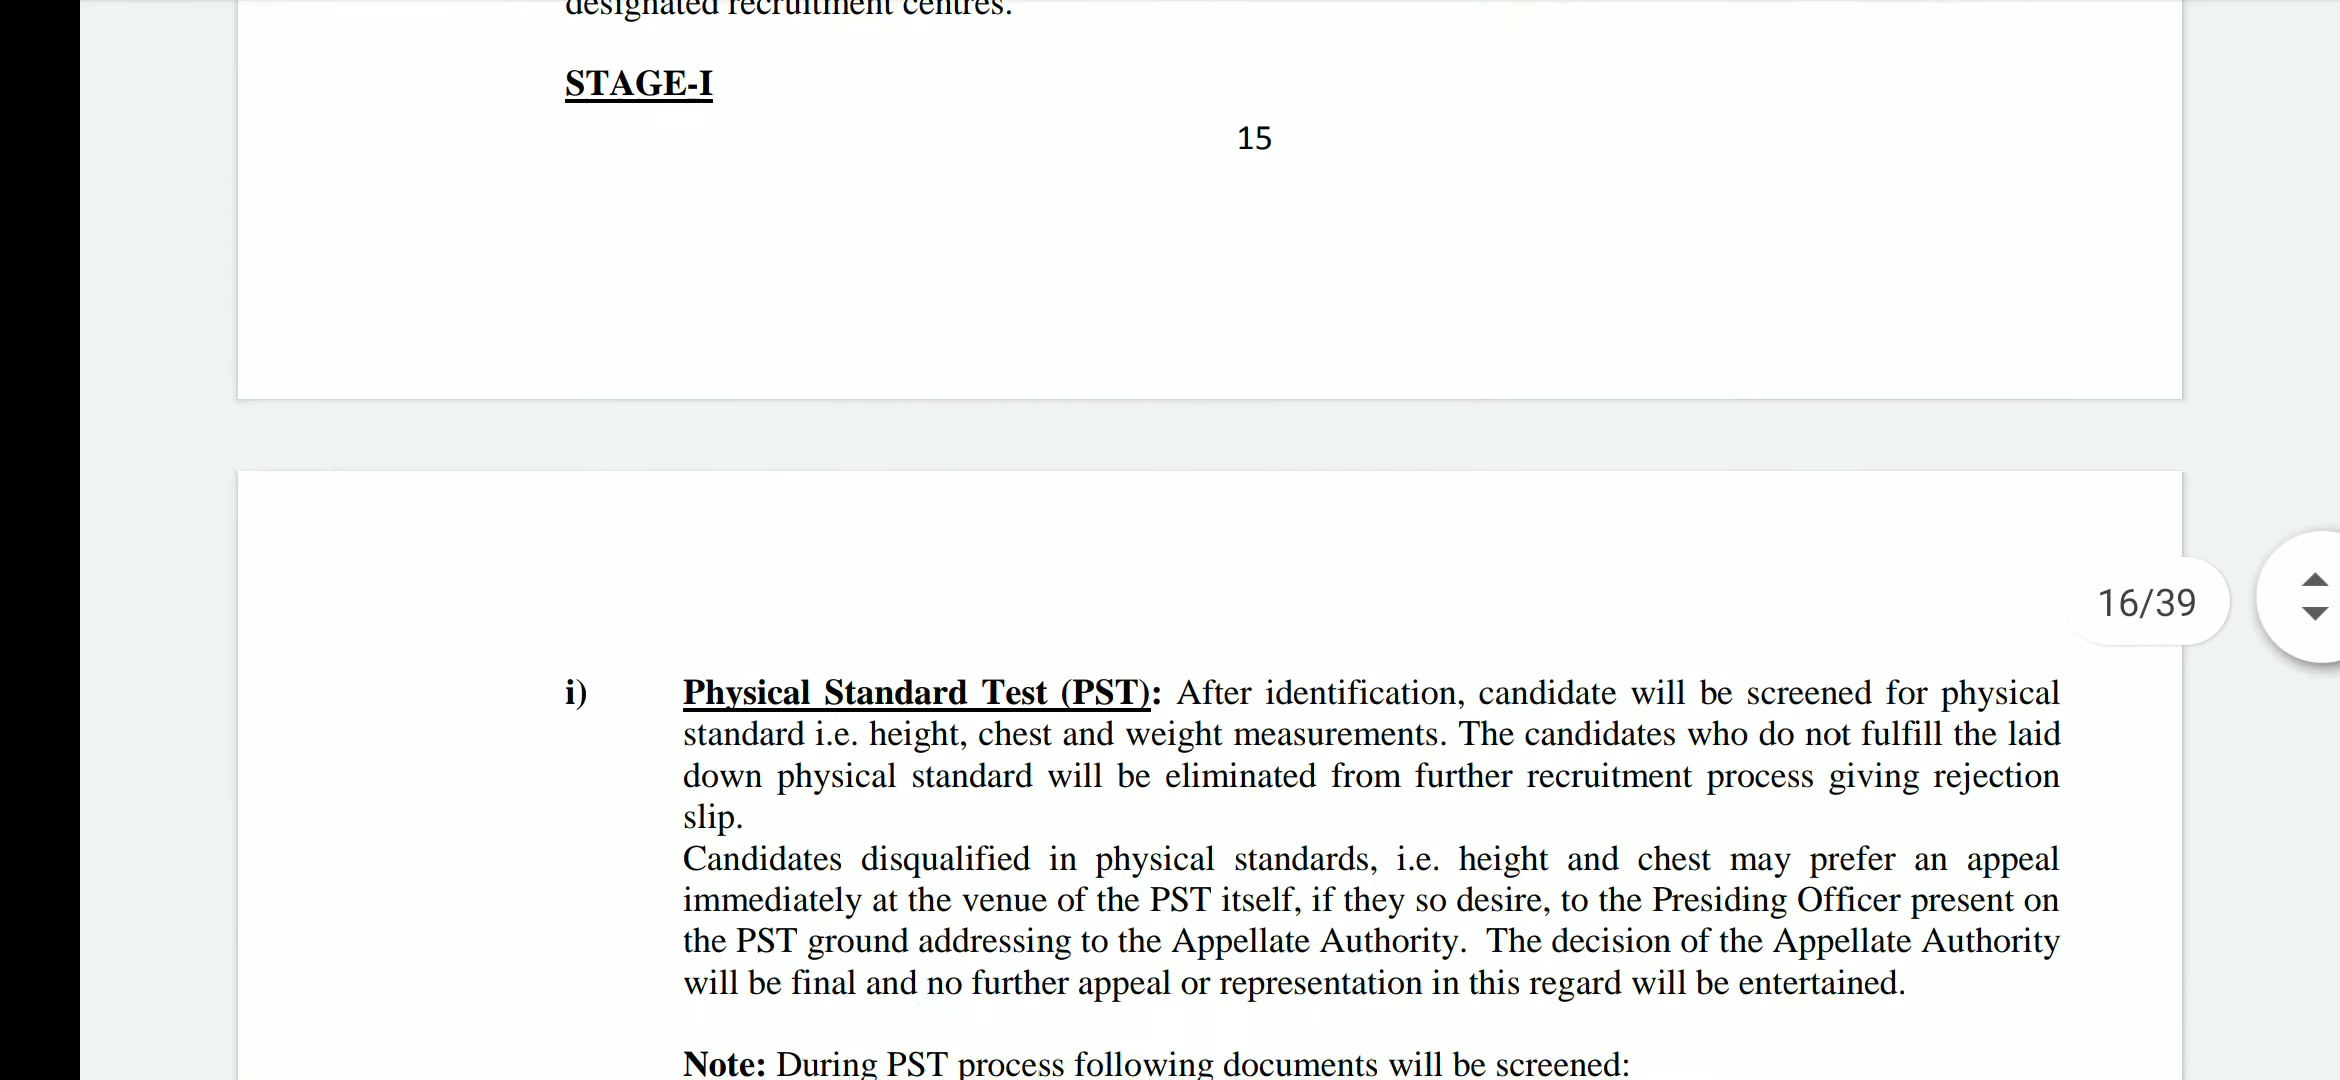 designated recruitment centres.
STAGE-I
15
16/39
i) Physical Standard Test (PST): After identification, candidate will be screened for physical
standard i.e. height, chest and weight measurements. The candidates who do not fulfill the laid
down physical standard will be eliminated from further recruitment process giving rejection
slip.
Candidates disqualified in physical standards, i.e. height and chest may prefer an appeal
immediately at the venue of the PST itself, if they so desire, to the Presiding Officer present on
the PST ground addressing to the Appellate Authority. The decision of the Appellate Authority
will be final and no further appeal or representation in this regard will be entertained.
Note: During PST process following documents will be screened: